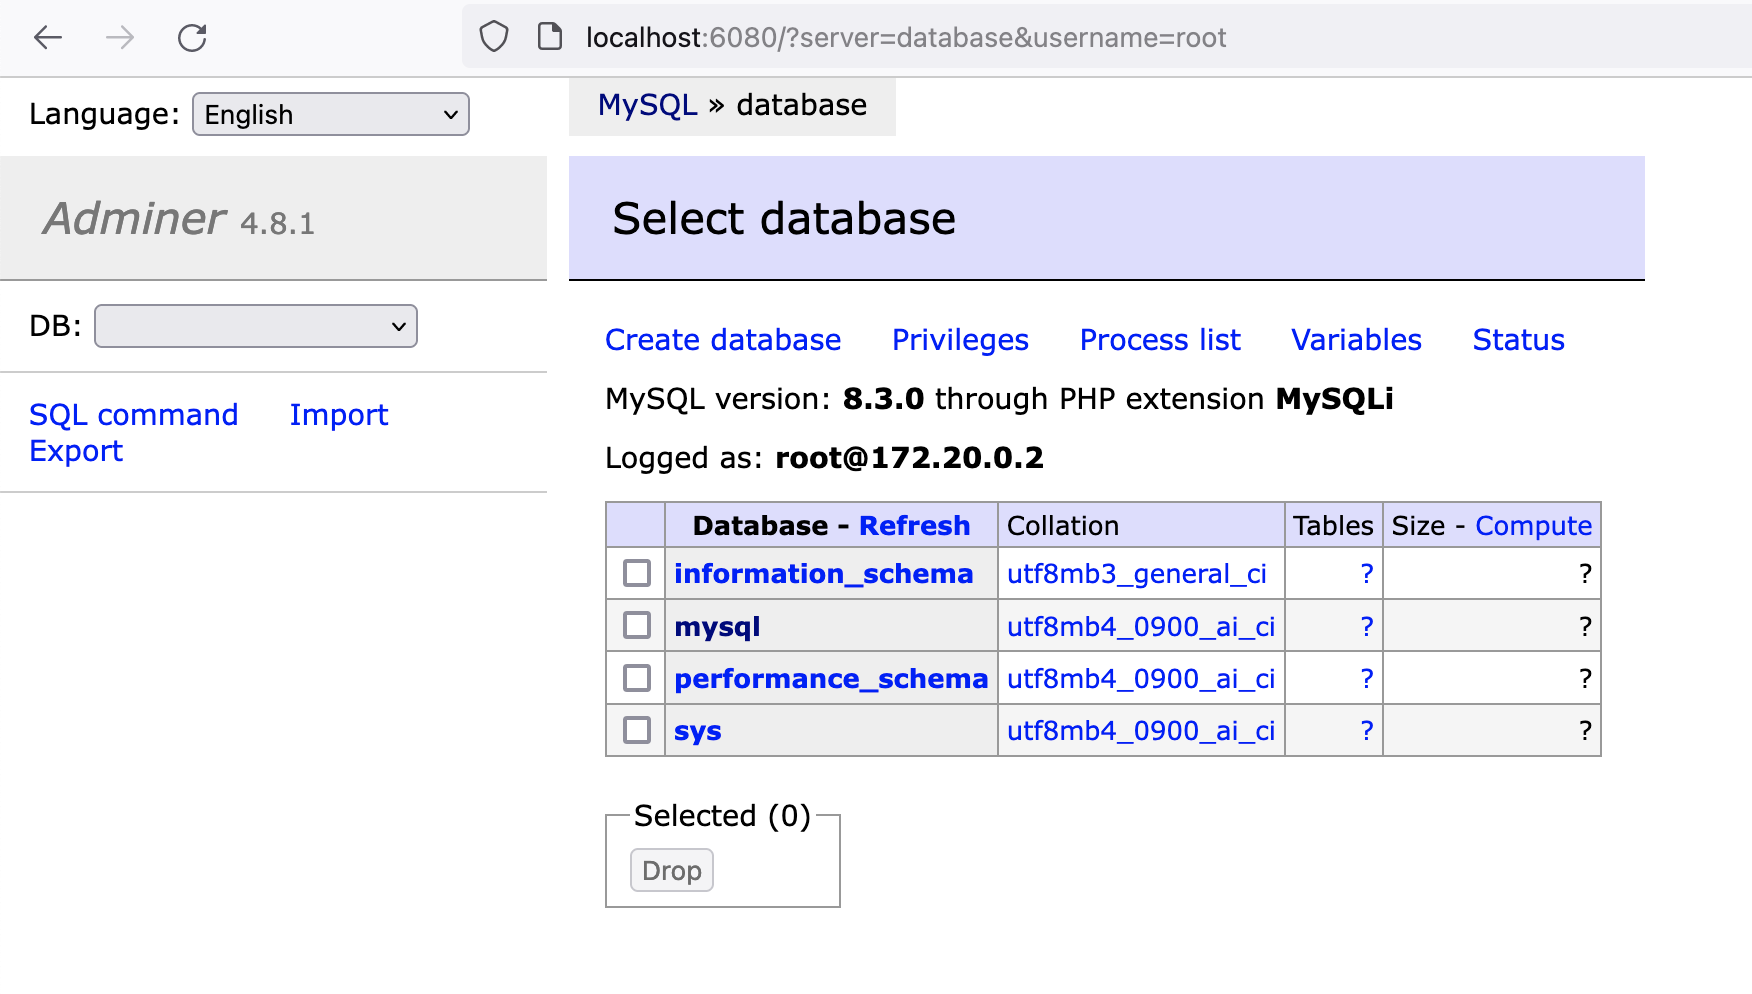 localhost:6080/?server=database&username=root
Language: English
MySQL » database
Adminer 4.8.1
Select database
DB:
SQL command Import
Export
Create database Privileges Process list Variables Status
MySQL version: 8.3.0 through PHP extension MySQLi
Logged as: root@172.20.0.2
Database - Refresh Collation Tables Size - Compute
information_schema utf8mb3_general_ci ? ?
mysql utf8mb4_0900_ai_ci ? ?
performance_schema utf8mb4_0900_ai_ci ? ?
sys utf8mb4_0900_ai_ci ? ?
Selected (0)
Drop